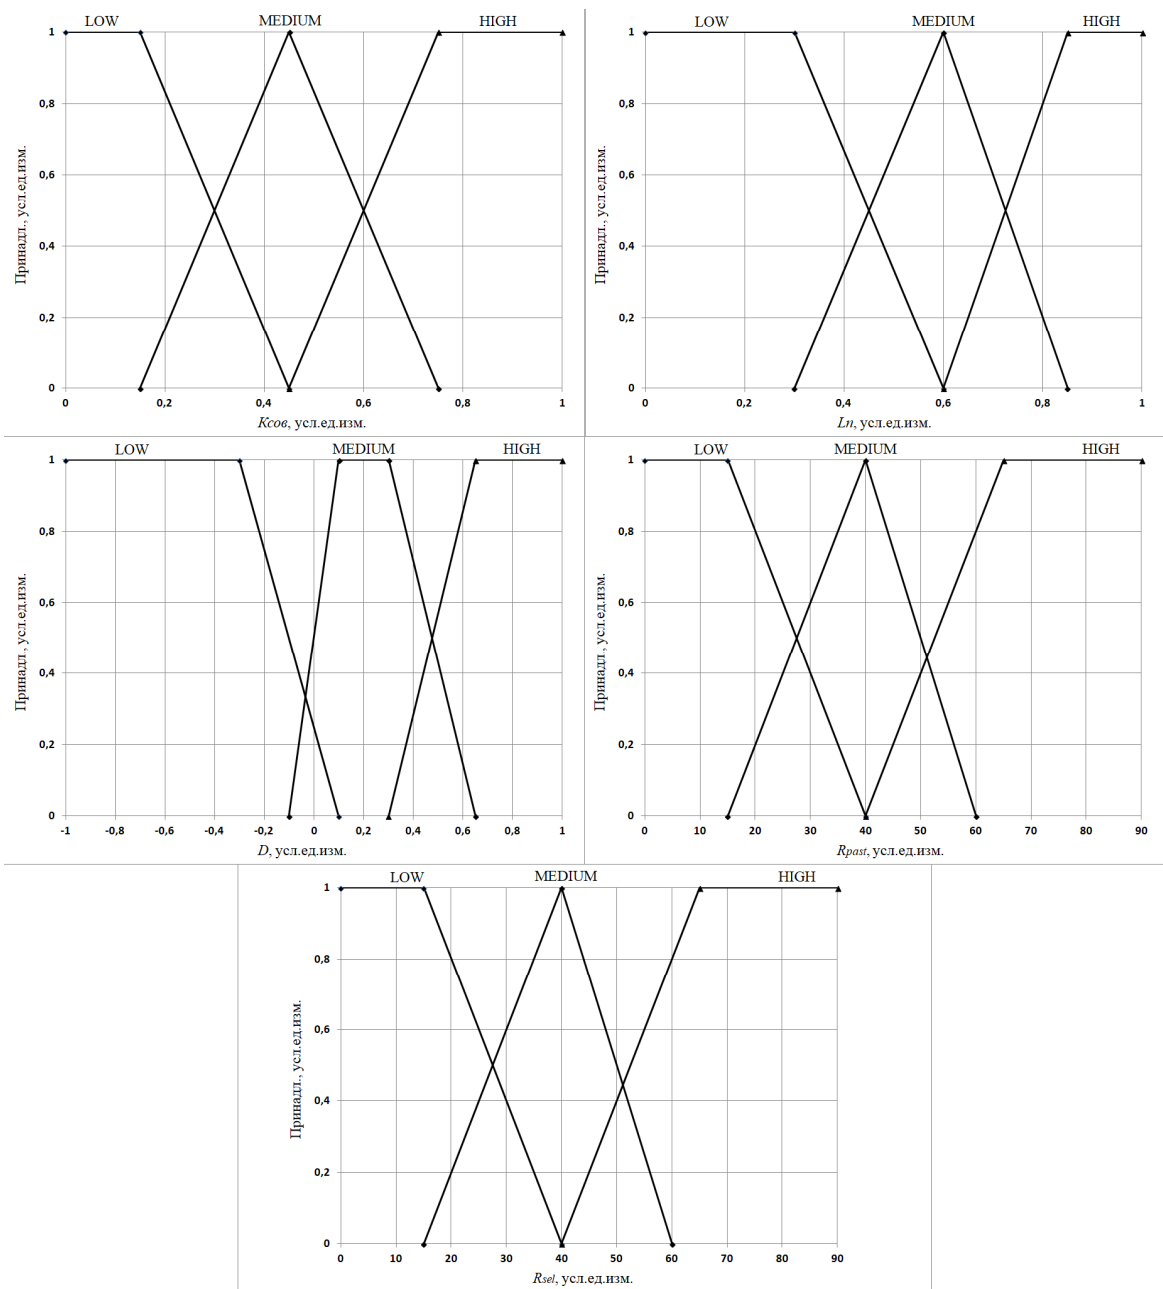 LOW MEDIUM HIGH
1
0,8
0,6
0,4
0,2
0
Принадл., усл.ед.изм.
0 0,2 0,4 0,6 0,8 1
Ксов, усл.ед.изм.
LOW MEDIUM HIGH
1
0,8
0,6
0,4
0,2
0
Принадл., усл.ед.изм.
0 0,2 0,4 0,6 0,8 1
Ln, усл.ед.изм.
LOW MEDIUM HIGH
1
0,8
0,6
0,4
0,2
0
Принадл., усл.ед.изм.
-1 -0,8 -0,6 -0,4 -0,2 0 0,2 0,4 0,6 0,8 1
D, усл.ед.изм.
LOW MEDIUM HIGH
1
0,8
0,6
0,4
0,2
0
Принадл., усл.ед.изм.
0 10 20 30 40 50 60 70 80 90
Rpast, усл.ед.изм.
LOW MEDIUM HIGH
1
0,8
0,6
0,4
0,2
0
Принадл., усл.ед.изм.
0 10 20 30 40 50 60 70 80 90
Rsel, усл.ед.изм.